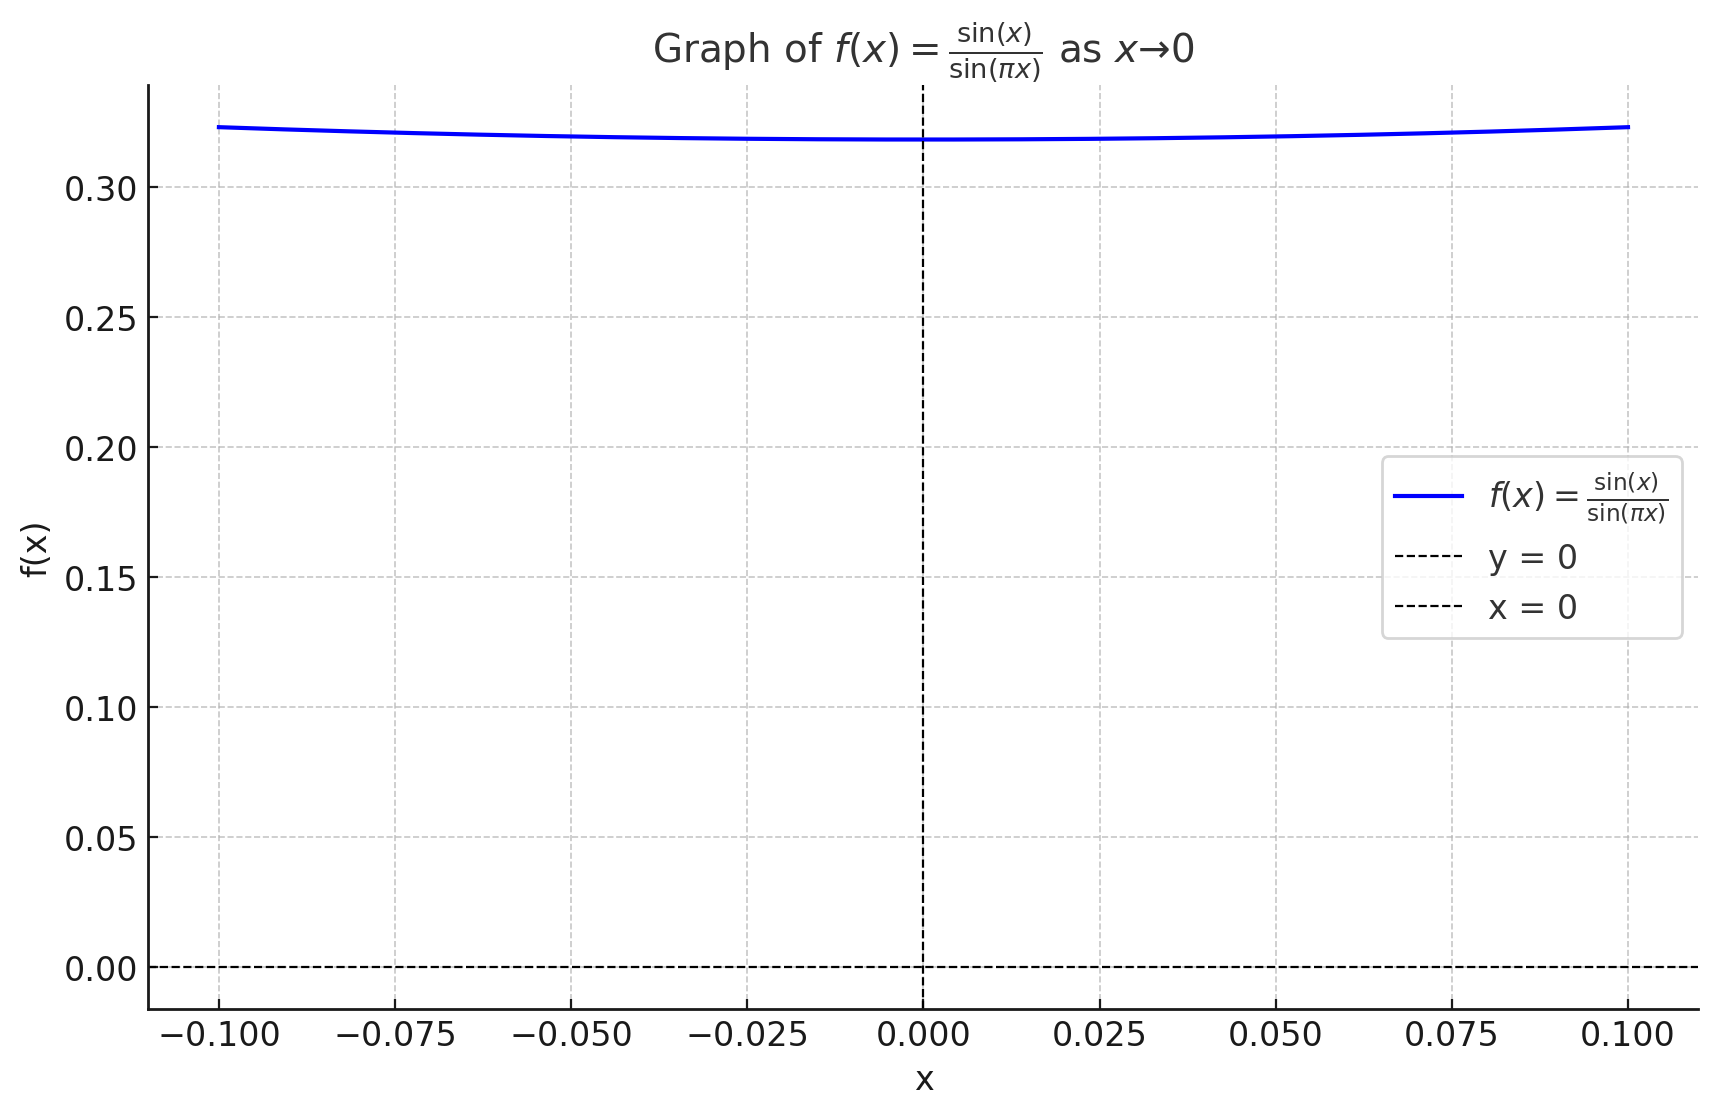 Graph of f(x) = sin(x)/sin(πx) as x→0
f(x)
0.30
0.25
0.20
0.15
0.10
0.05
0.00
f(x) = sin(x)/sin(πx)
y = 0
x = 0
−0.100 −0.075 −0.050 −0.025 0.000 0.025 0.050 0.075 0.100
x